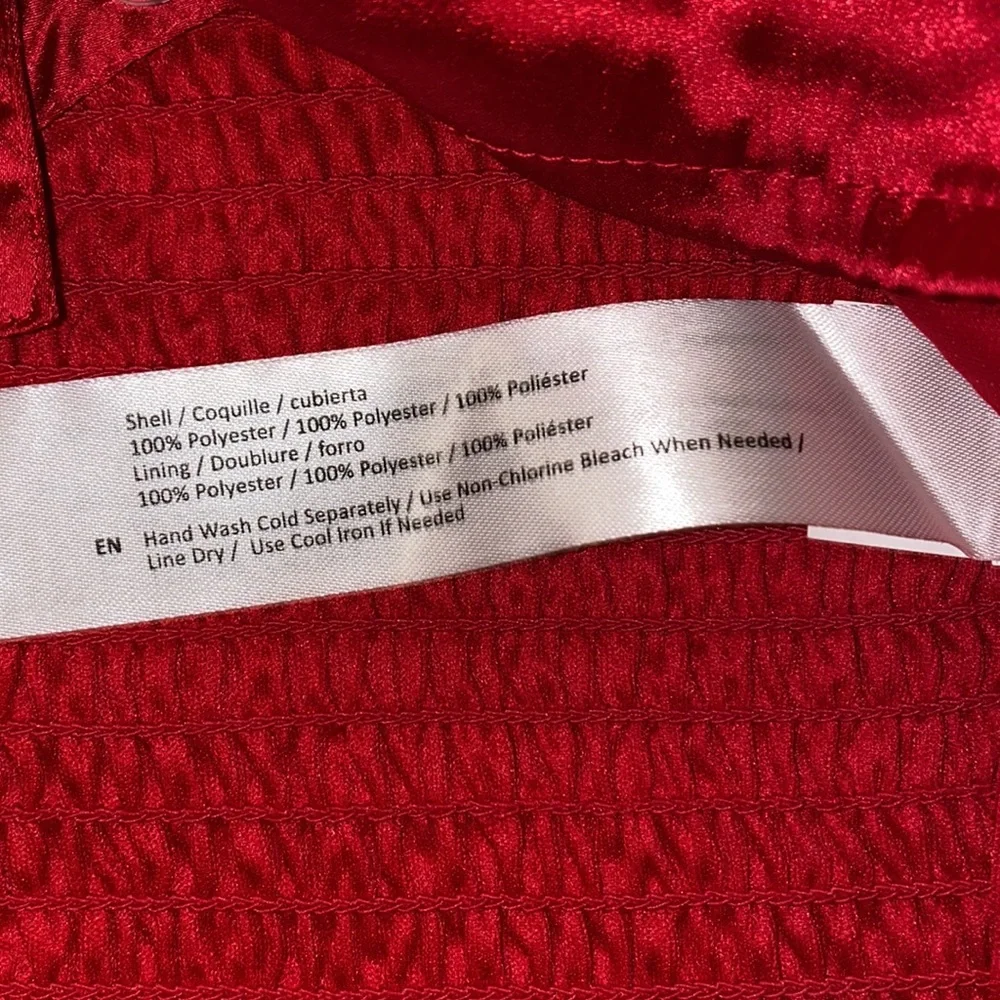 Shell / Coquille / cubierta
100% Polyester / 100% Polyester / 100% Poliéster
Lining / Doublure / forro
100% Polyester / 100% Polyester / 100% Poliéster
EN Hand Wash Cold Separately / Use Non-Chlorine Bleach When Needed /
Line Dry / Use Cool Iron If Needed